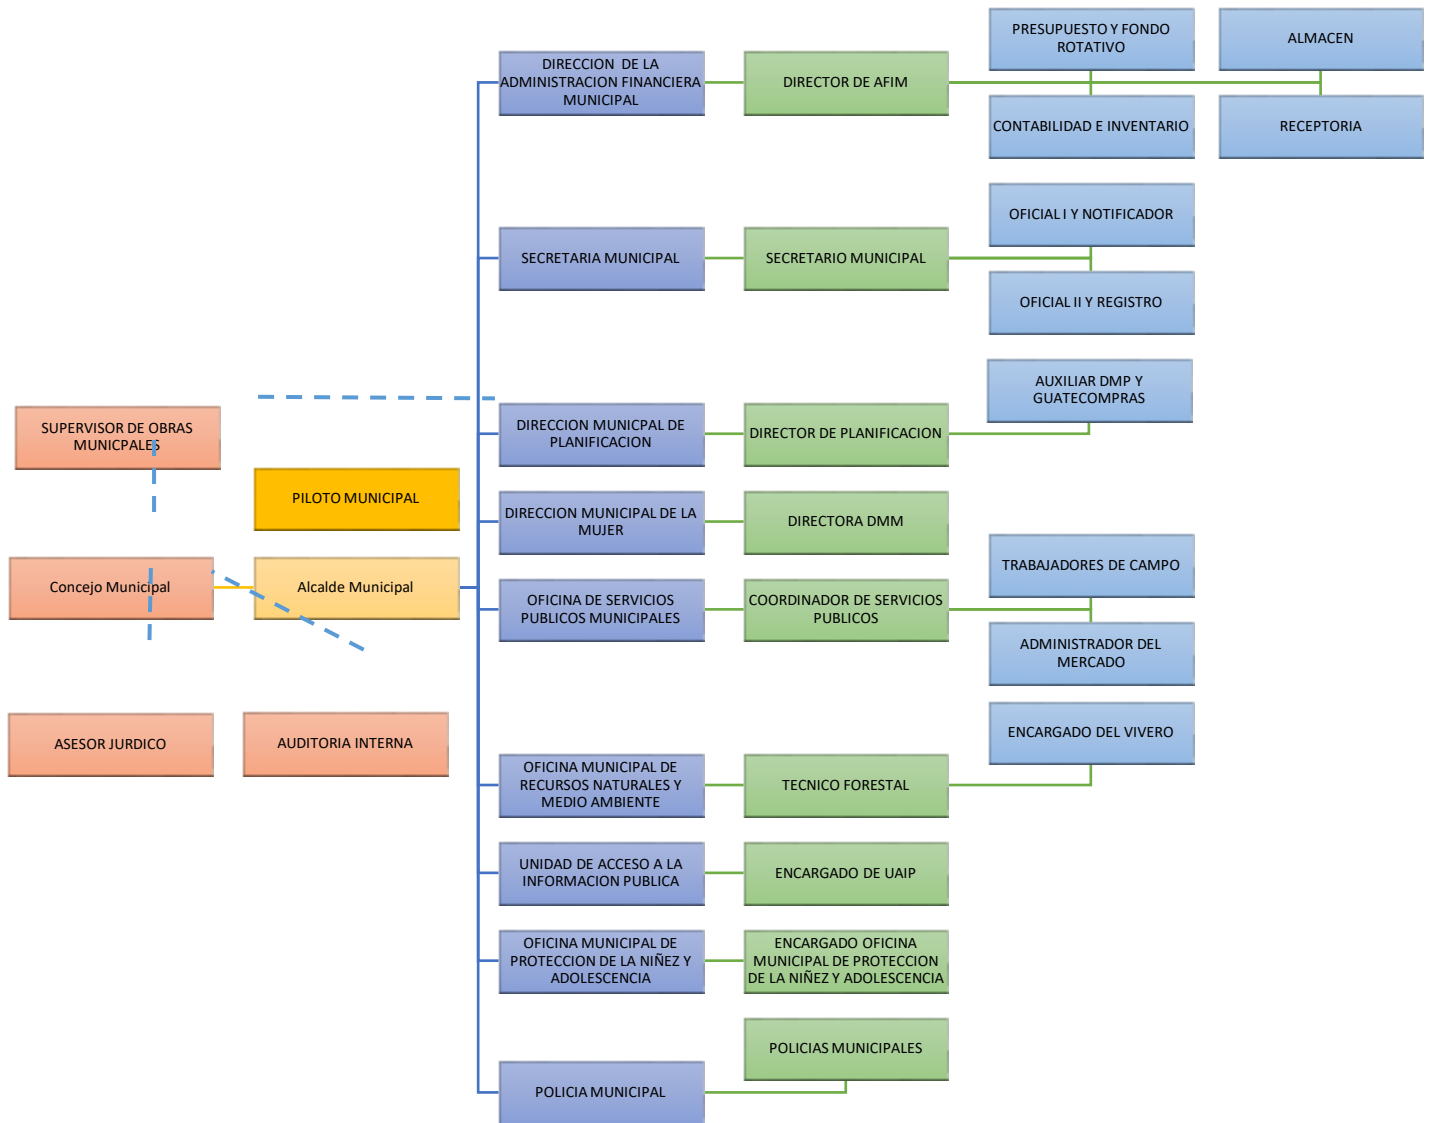 PRESUPUESTO Y FONDO
ROTATIVO
ALMACEN
DIRECCION DE LA
ADMINISTRACION FINANCIERA
MUNICIPAL
DIRECTOR DE AFIM
CONTABILIDAD E INVENTARIO
RECEPTORIA
OFICIAL I Y NOTIFICADOR
SECRETARIA MUNICIPAL
SECRETARIO MUNICIPAL
OFICIAL II Y REGISTRO
AUXILIAR DMP Y
GUATECOMPRAS
SUPERVISOR DE OBRAS
MUNICPALES
DIRECCION MUNICPAL DE
PLANIFICACION
DIRECTOR DE PLANIFICACION
PILOTO MUNICIPAL
DIRECCION MUNICIPAL DE LA
MUJER
DIRECTORA DMM
TRABAJADORES DE CAMPO
Concejo Municipal
Alcalde Municipal
OFICINA DE SERVICIOS
PUBLICOS MUNICIPALES
COORDINADOR DE SERVICIOS
PUBLICOS
ADMINISTRADOR DEL
MERCADO
ENCARGADO DEL VIVERO
ASESOR JURDICO
AUDITORIA INTERNA
OFICINA MUNICIPAL DE
RECURSOS NATURALES Y
MEDIO AMBIENTE
TECNICO FORESTAL
UNIDAD DE ACCESO A LA
INFORMACION PUBLICA
ENCARGADO DE UAIP
OFICINA MUNICIPAL DE
PROTECCION DE LA NIÑEZ Y
ADOLESCENCIA
ENCARGADO OFICINA
MUNICIPAL DE PROTECCION
DE LA NIÑEZ Y ADOLESCENCIA
POLICIAS MUNICIPALES
POLICIA MUNICIPAL